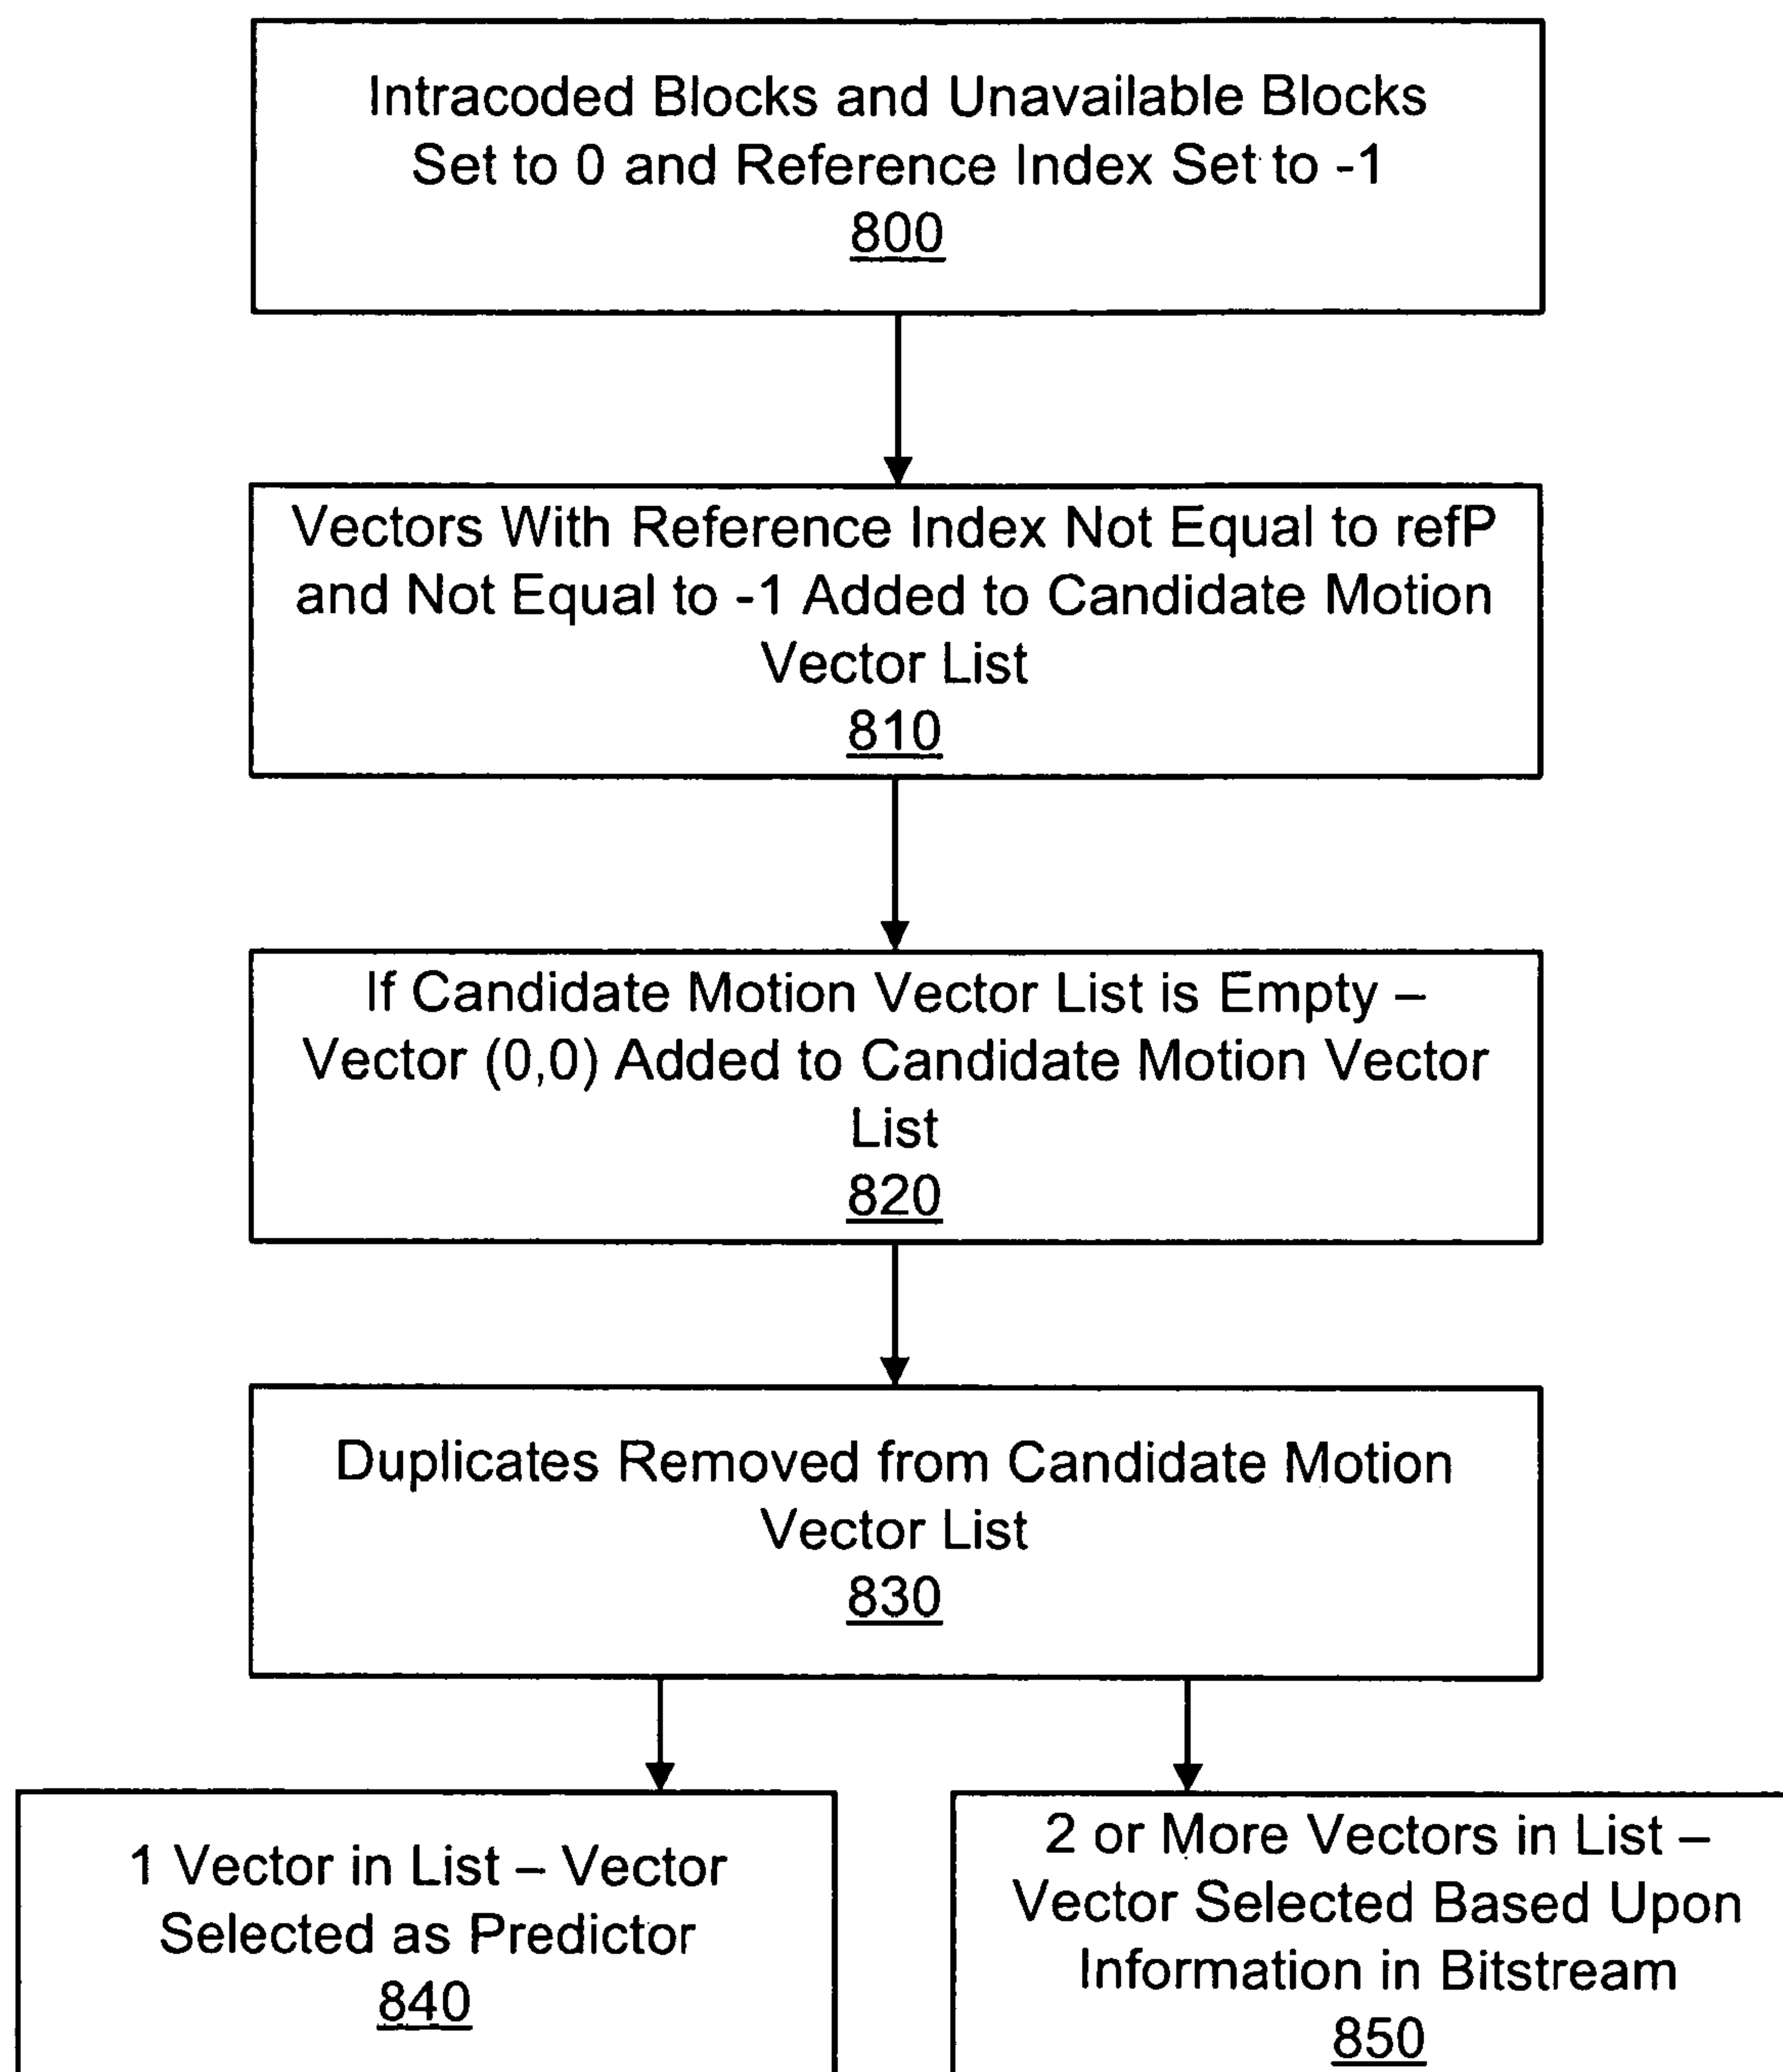 Intracoded Blocks and Unavailable Blocks
Set to 0 and Reference Index Set to -1
800
Vectors With Reference Index Not Equal to refP
and Not Equal to -1 Added to Candidate Motion
Vector List
810
If Candidate Motion Vector List is Empty –
Vector (0,0) Added to Candidate Motion Vector
List
820
Duplicates Removed from Candidate Motion
Vector List
830
1 Vector in List – Vector
Selected as Predictor
840
2 or More Vectors in List –
Vector Selected Based Upon
Information in Bitstream
850